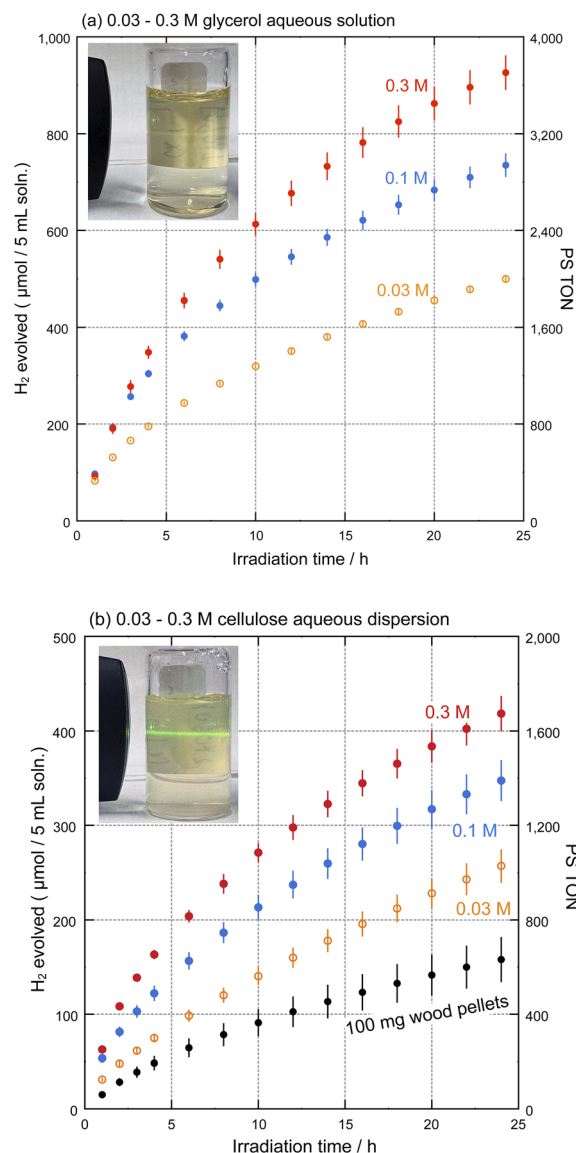 (a) 0.03 - 0.3 M glycerol aqueous solution
1,000
800
600
400
200
0
H₂ evolved ( μmol / 5 mL soln.)
0.3 M
0.1 M
0.03 M
4,000
3,200
2,400
1,600
800
0
PS TON
0 5 10 15 20 25
Irradiation time / h
(b) 0.03 - 0.3 M cellulose aqueous dispersion
500
400
300
200
100
0
H₂ evolved ( μmol / 5 mL soln.)
0.3 M
0.1 M
0.03 M
100 mg wood pellets
2,000
1,600
1,200
800
400
0
PS TON
0 5 10 15 20 25
Irradiation time / h